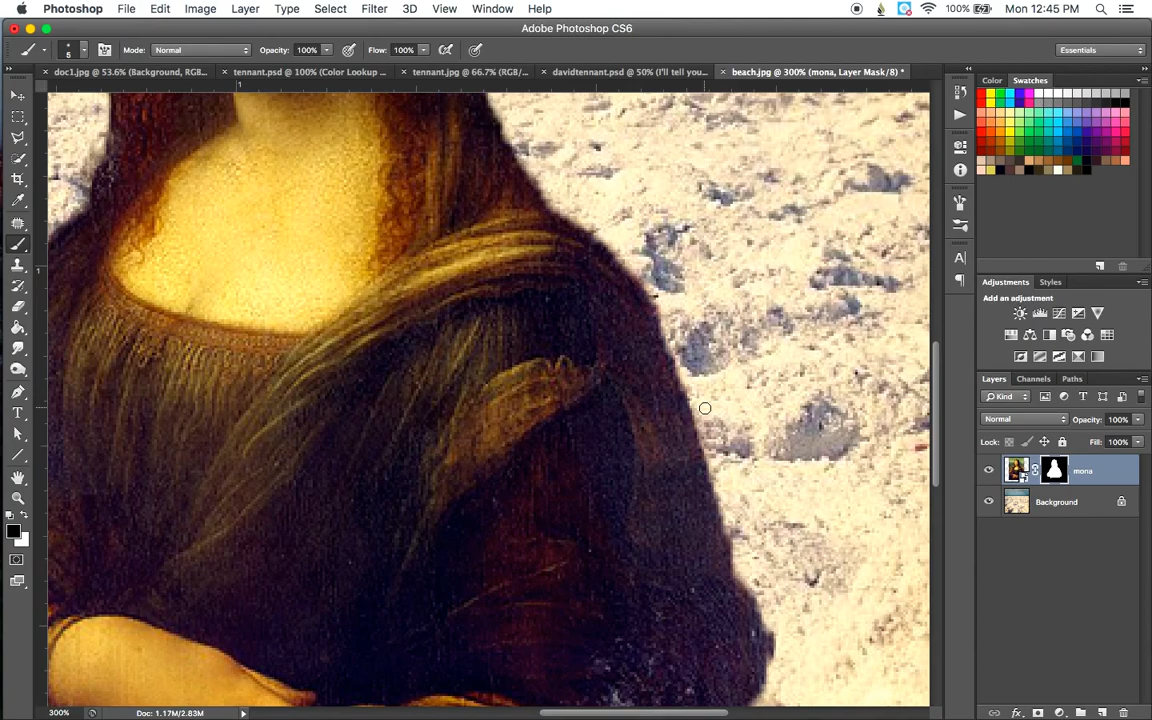 Photoshop File Edit Image Layer Type Select Filter 3D View Window Help 100% Mon 12:45 PM
Adobe Photoshop CS6
5 Mode: Normal Opacity: 100% Flow: 100% Essentials
doc1.jpg @ 53.6% (Background, RGB... tennant.psd @ 100% (Color Lookup ... tennant.jpg @ 66.7% (RGB/... davidtennant.psd @ 50% (I'll tell you... beach.jpg @ 300% (mona, Layer Mask/8) *
Color Swatches
1
1
Adjustments Styles
Add an adjustment
Layers Channels Paths
Kind
Normal Opacity: 100%
Lock: Fill: 100%
mona
Background
300% Doc: 1.17M/2.83M